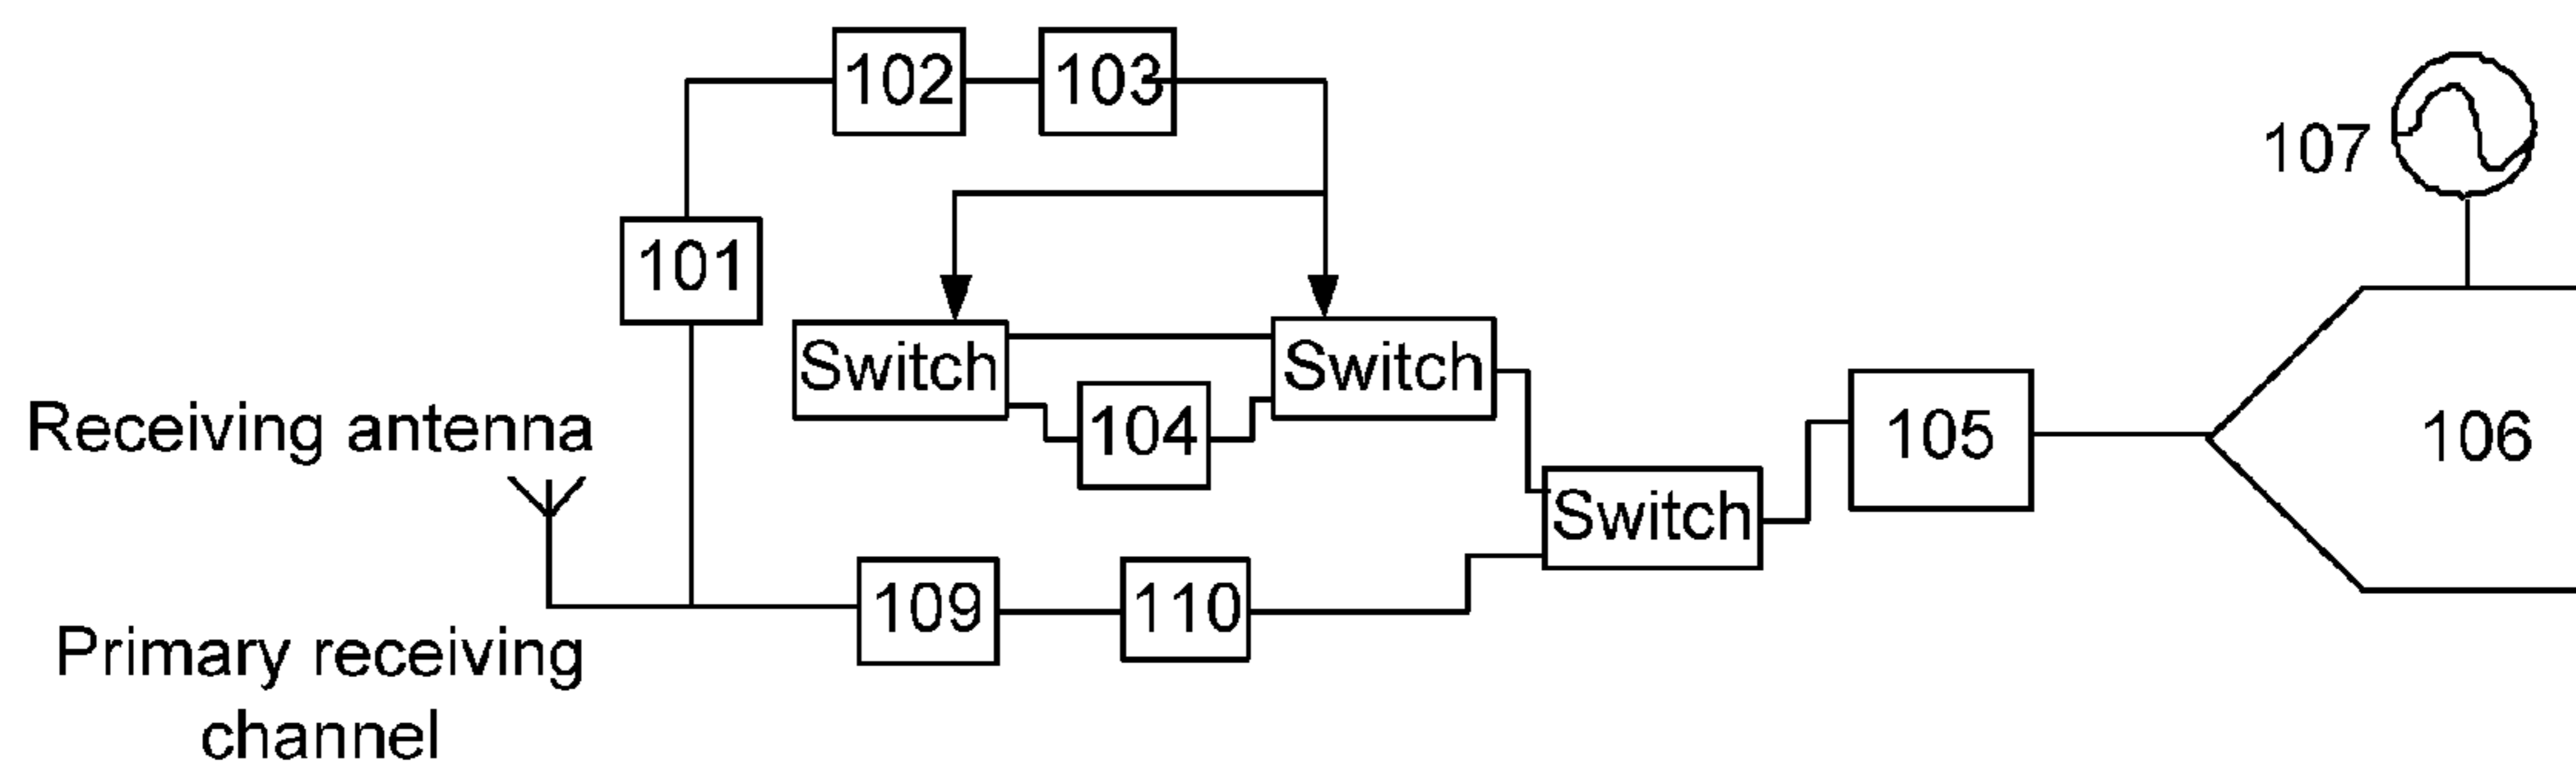 102
103
107
101
Switch
Switch
104
Receiving antenna
105
106
Switch
109
110
Primary receiving
channel